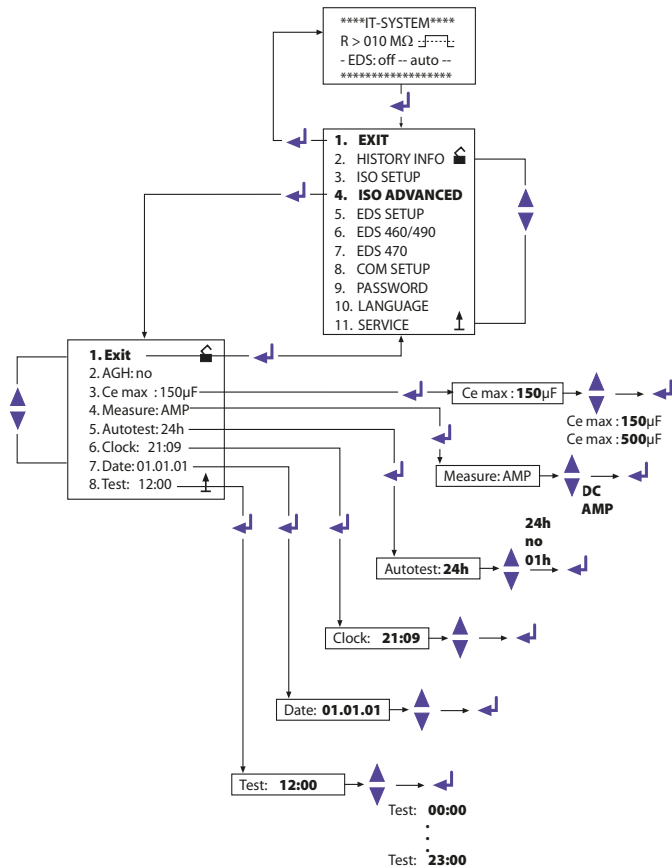 ****IT-SYSTEM****
R > 010 MΩ
- EDS: off -- auto --
******************
1. EXIT
2. HISTORY INFO
3. ISO SETUP
4. ISO ADVANCED
5. EDS SETUP
6. EDS 460/490
7. EDS 470
8. COM SETUP
9. PASSWORD
10. LANGUAGE
11. SERVICE
1. Exit
2. AGH: no
3. Ce max : 150µF
4. Measure: AMP
5. Autotest: 24h
6. Clock: 21:09
7. Date: 01.01.01
8. Test: 12:00
Ce max : 150µF
Ce max : 150µF
Ce max : 500µF
Measure: AMP
DC
AMP
Autotest: 24h
24h
no
01h
Clock: 21:09
Date: 01.01.01
Test: 12:00
Test: 00:00
Test: 23:00